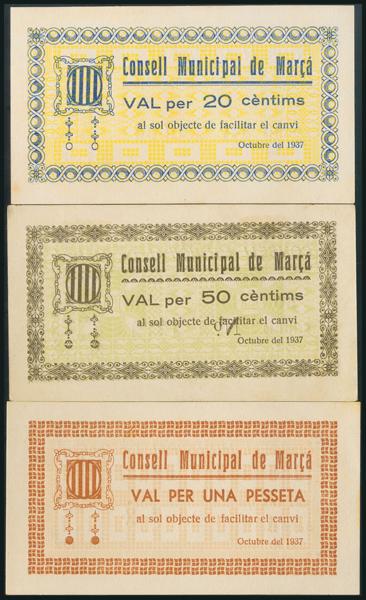 Consell Municipal de Marçá
VAL per 20 cèntims
al sol objecte de facilitar el canvi
Octubre del 1937
Consell Municipal de Marçá
VAL per 50 cèntims
al sol objecte de facilitar el canvi
Octubre del 1937
Consell Municipal de Marçá
VAL PER UNA PESSETA
al sol objecte de facilitar el canvi
Octubre del 1937